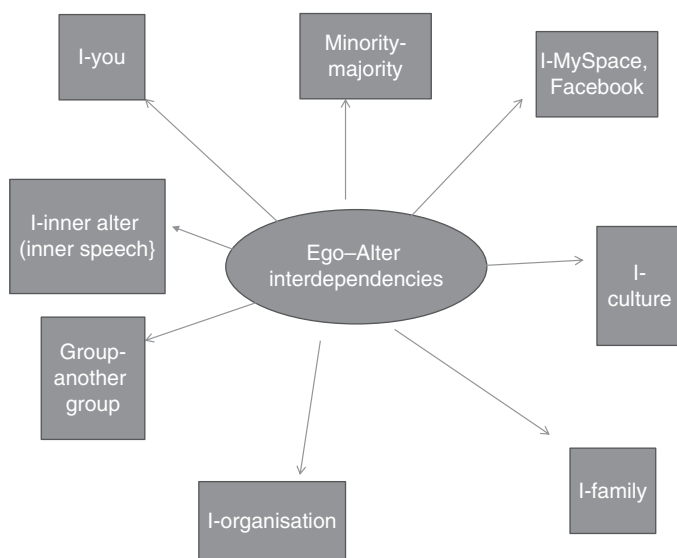 I-you
Minority-
majority
I-MySpace,
Facebook
I-inner alter
(inner speech}
Ego–Alter
interdependencies
I-
culture
Group-
another
group
I-organisation
I-family